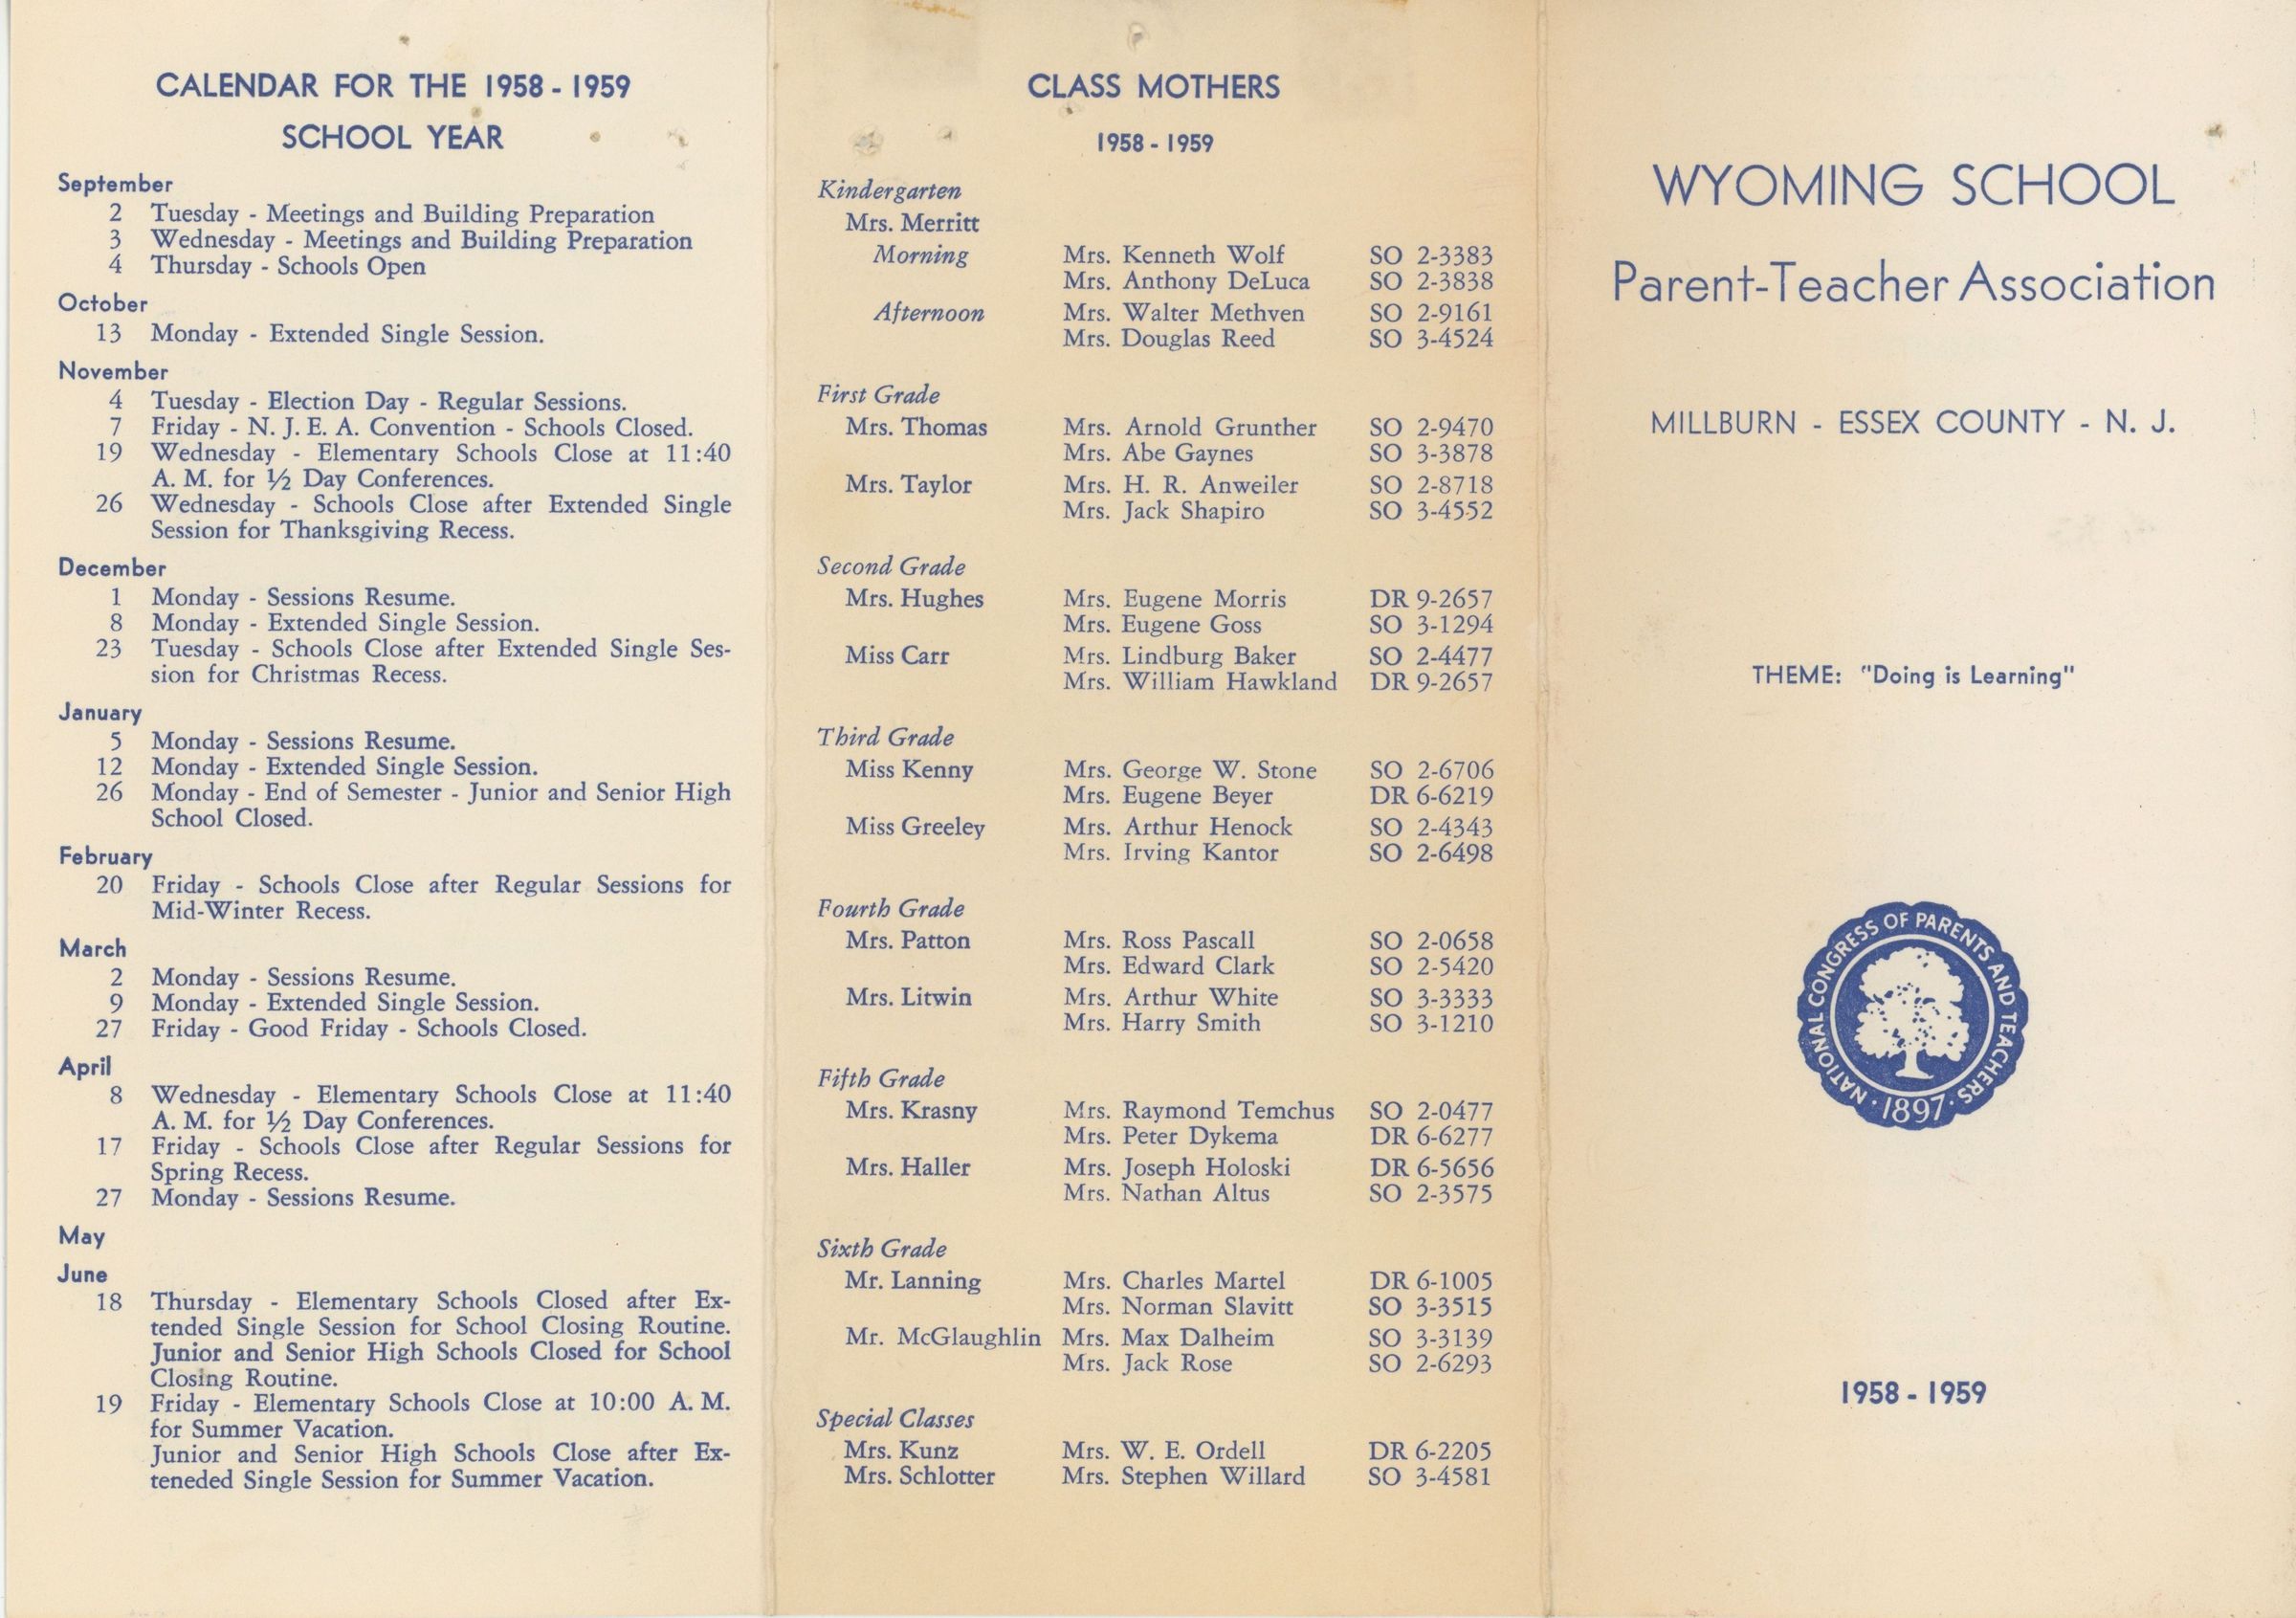 CALENDAR FOR THE 1958 - 1959
SCHOOL YEAR
September
2 Tuesday - Meetings and Building Preparation
3 Wednesday - Meetings and Building Preparation
4 Thursday - Schools Open
October
13 Monday - Extended Single Session.
November
4 Tuesday - Election Day - Regular Sessions.
7 Friday - N. J. E. A. Convention - Schools Closed.
19 Wednesday - Elementary Schools Close at 11:40
A. M. for ½ Day Conferences.
26 Wednesday - Schools Close after Extended Single
Session for Thanksgiving Recess.
December
1 Monday - Sessions Resume.
8 Monday - Extended Single Session.
23 Tuesday - Schools Close after Extended Single Ses-
sion for Christmas Recess.
January
5 Monday - Sessions Resume.
12 Monday - Extended Single Session.
26 Monday - End of Semester - Junior and Senior High
School Closed.
February
20 Friday - Schools Close after Regular Sessions for
Mid-Winter Recess.
March
2 Monday - Sessions Resume.
9 Monday - Extended Single Session.
27 Friday - Good Friday - Schools Closed.
April
8 Wednesday - Elementary Schools Close at 11:40
A. M. for ½ Day Conferences.
17 Friday - Schools Close after Regular Sessions for
Spring Recess.
27 Monday - Sessions Resume.
May
June
18 Thursday - Elementary Schools Closed after Ex-
tended Single Session for School Closing Routine.
Junior and Senior High Schools Closed for School
Closing Routine.
19 Friday - Elementary Schools Close at 10:00 A. M.
for Summer Vacation.
Junior and Senior High Schools Close after Ex-
teneded Single Session for Summer Vacation.
CLASS MOTHERS
1958 - 1959
Kindergarten
Mrs. Merritt
Morning Mrs. Kenneth Wolf SO 2-3383
Mrs. Anthony DeLuca SO 2-3838
Afternoon Mrs. Walter Methven SO 2-9161
Mrs. Douglas Reed SO 3-4524
First Grade
Mrs. Thomas Mrs. Arnold Grunther SO 2-9470
Mrs. Abe Gaynes SO 3-3878
Mrs. Taylor Mrs. H. R. Anweiler SO 2-8718
Mrs. Jack Shapiro SO 3-4552
Second Grade
Mrs. Hughes Mrs. Eugene Morris DR 9-2657
Mrs. Eugene Goss SO 3-1294
Miss Carr Mrs. Lindburg Baker SO 2-4477
Mrs. William Hawkland DR 9-2657
Third Grade
Miss Kenny Mrs. George W. Stone SO 2-6706
Mrs. Eugene Beyer DR 6-6219
Miss Greeley Mrs. Arthur Henock SO 2-4343
Mrs. Irving Kantor SO 2-6498
Fourth Grade
Mrs. Patton Mrs. Ross Pascall SO 2-0658
Mrs. Edward Clark SO 2-5420
Mrs. Litwin Mrs. Arthur White SO 3-3333
Mrs. Harry Smith SO 3-1210
Fifth Grade
Mrs. Krasny Mrs. Raymond Temchus SO 2-0477
Mrs. Peter Dykema DR 6-6277
Mrs. Haller Mrs. Joseph Holoski DR 6-5656
Mrs. Nathan Altus SO 2-3575
Sixth Grade
Mr. Lanning Mrs. Charles Martel DR 6-1005
Mrs. Norman Slavitt SO 3-3515
Mr. McGlaughlin Mrs. Max Dalheim SO 3-3139
Mrs. Jack Rose SO 2-6293
Special Classes
Mrs. Kunz Mrs. W. E. Ordell DR 6-2205
Mrs. Schlotter Mrs. Stephen Willard SO 3-4581
WYOMING SCHOOL
Parent-Teacher Association
MILLBURN - ESSEX COUNTY - N. J.
THEME: "Doing is Learning"
NATIONAL CONGRESS OF PARENTS AND TEACHERS
· 1897 ·
1958 - 1959